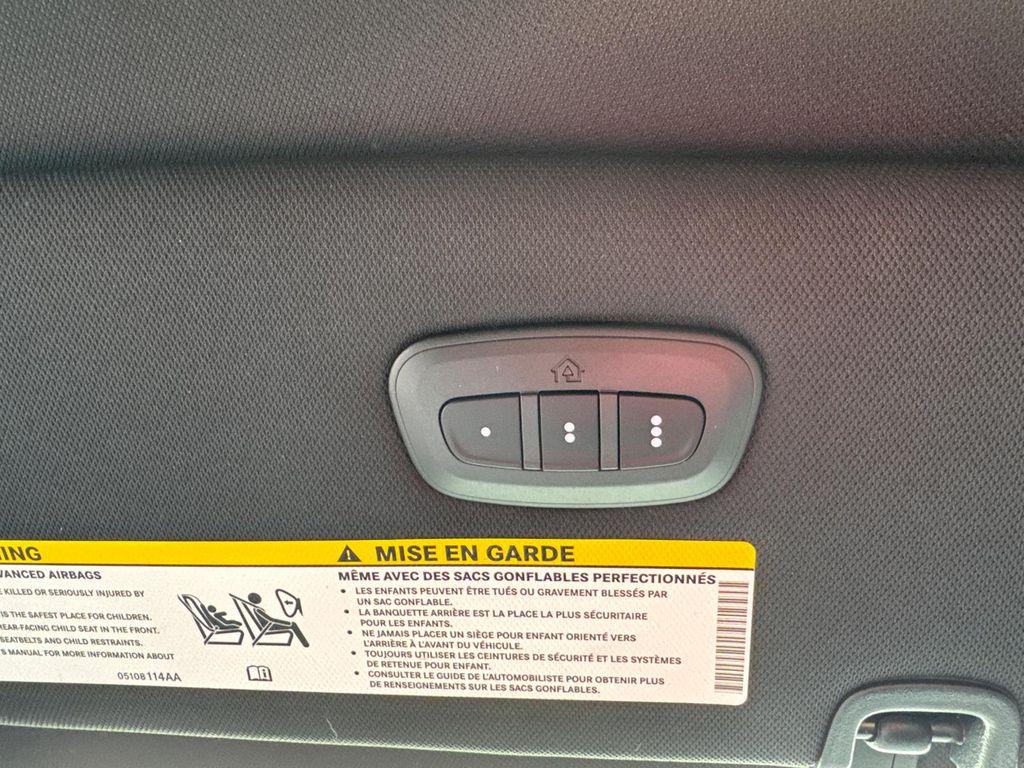 ING
VANCED AIRBAGS
KILLED OR SERIOUSLY INJURED BY
IS THE SAFEST PLACE FOR CHILDREN.
REAR-FACING CHILD SEAT IN THE FRONT.
SEATBELTS AND CHILD RESTRAINTS.
'S MANUAL FOR MORE INFORMATION ABOUT
05108114AA
MISE EN GARDE
MÊME AVEC DES SACS GONFLABLES PERFECTIONNÉS
• LES ENFANTS PEUVENT ÊTRE TUÉS OU GRAVEMENT BLESSÉS PAR
UN SAC GONFLABLE.
• LA BANQUETTE ARRIÈRE EST LA PLACE LA PLUS SÉCURITAIRE
POUR LES ENFANTS.
• NE JAMAIS PLACER UN SIÈGE POUR ENFANT ORIENTÉ VERS
L'ARRIÈRE À L'AVANT DU VÉHICULE.
• TOUJOURS UTILISER LES CEINTURES DE SÉCURITÉ ET LES SYSTÈMES
DE RETENUE POUR ENFANT.
• CONSULTER LE GUIDE DE L'AUTOMOBILISTE POUR OBTENIR PLUS
DE RENSEIGNEMENTS SUR LES SACS GONFLABLES.